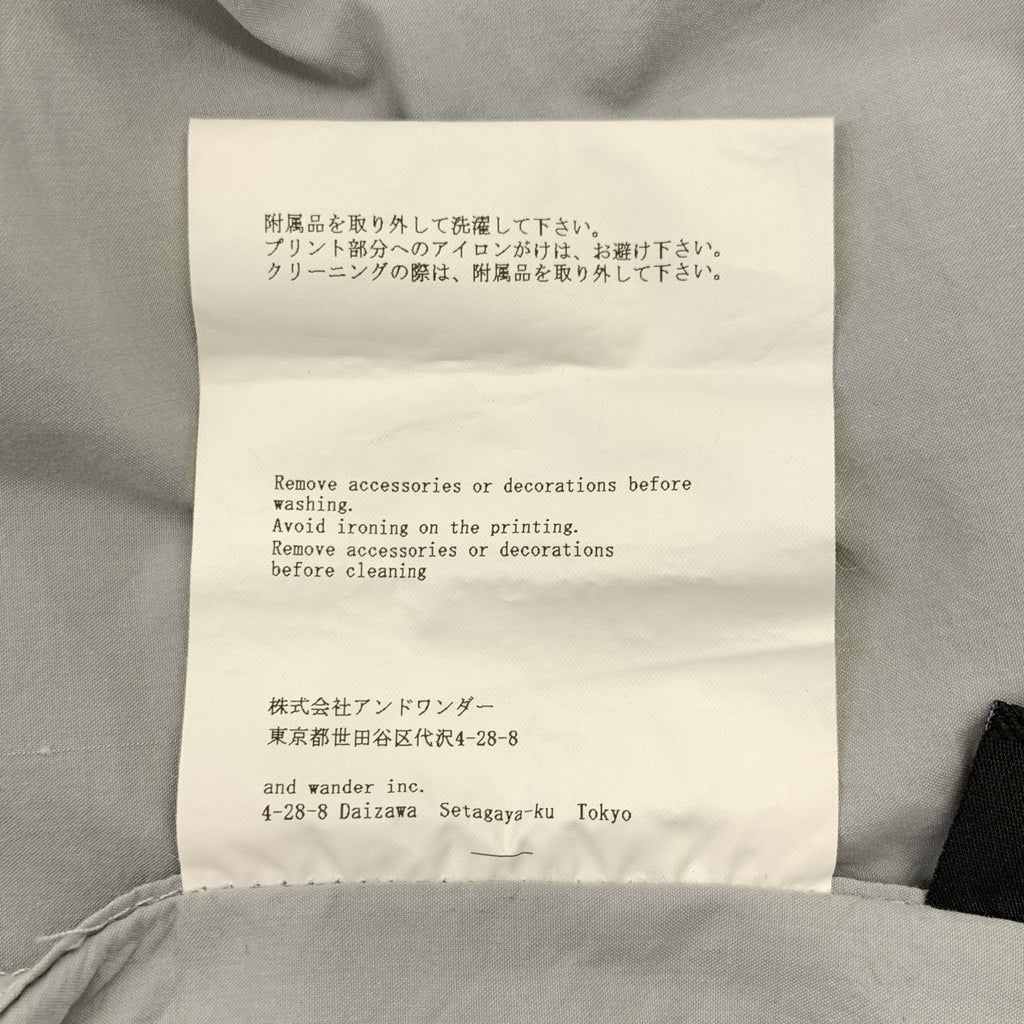 附属品を取り外して洗濯して下さい。
プリント部分へのアイロンがけは、お避け下さい。
クリーニングの際は、附属品を取り外して下さい。
Remove accessories or decorations before
washing.
Avoid ironing on the printing.
Remove accessories or decorations
before cleaning
株式会社アンドワンダー
東京都世田谷区代沢4-28-8
and wander inc.
4-28-8 Daizawa Setagaya-ku Tokyo